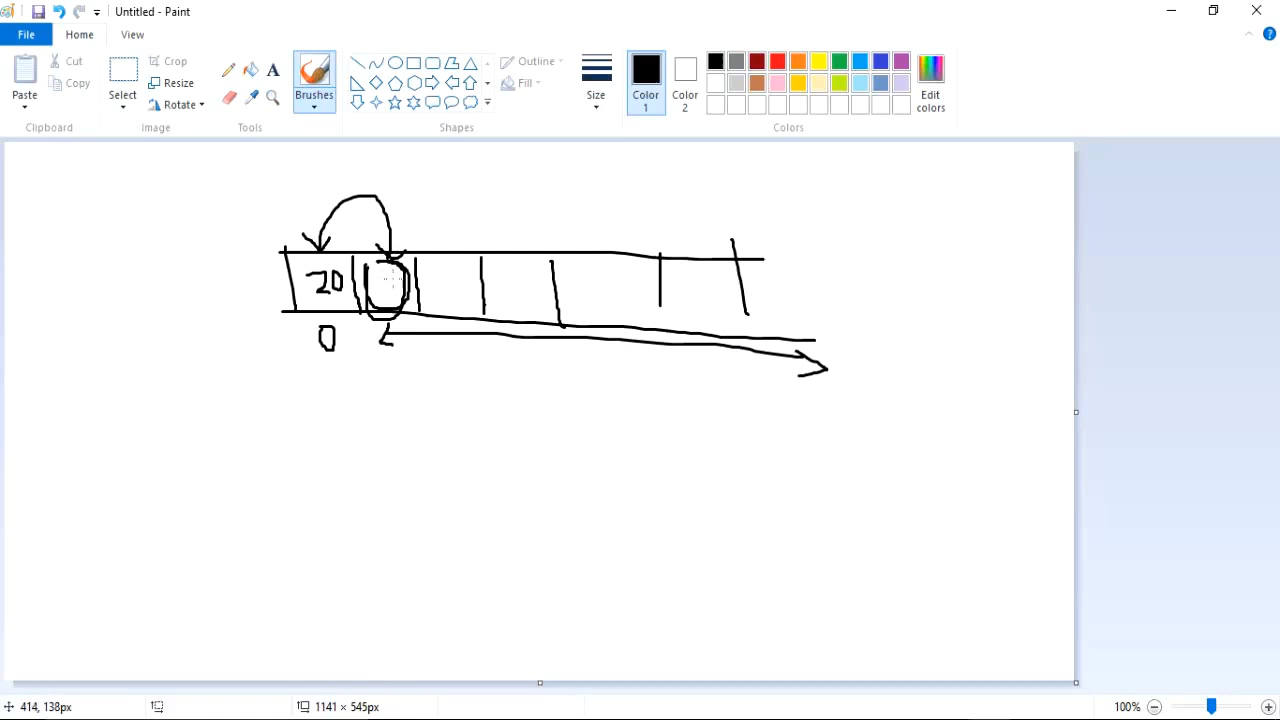 Untitled - Paint
File Home View
Cut
Copy
Paste
Clipboard
Crop
Resize
Rotate
Select
Image
A
Tools
Brushes
Outline
Fill
Shapes
Size
Color 1
Color 2
Edit colors
Colors
20
0
414, 138px
1141 × 545px
100%